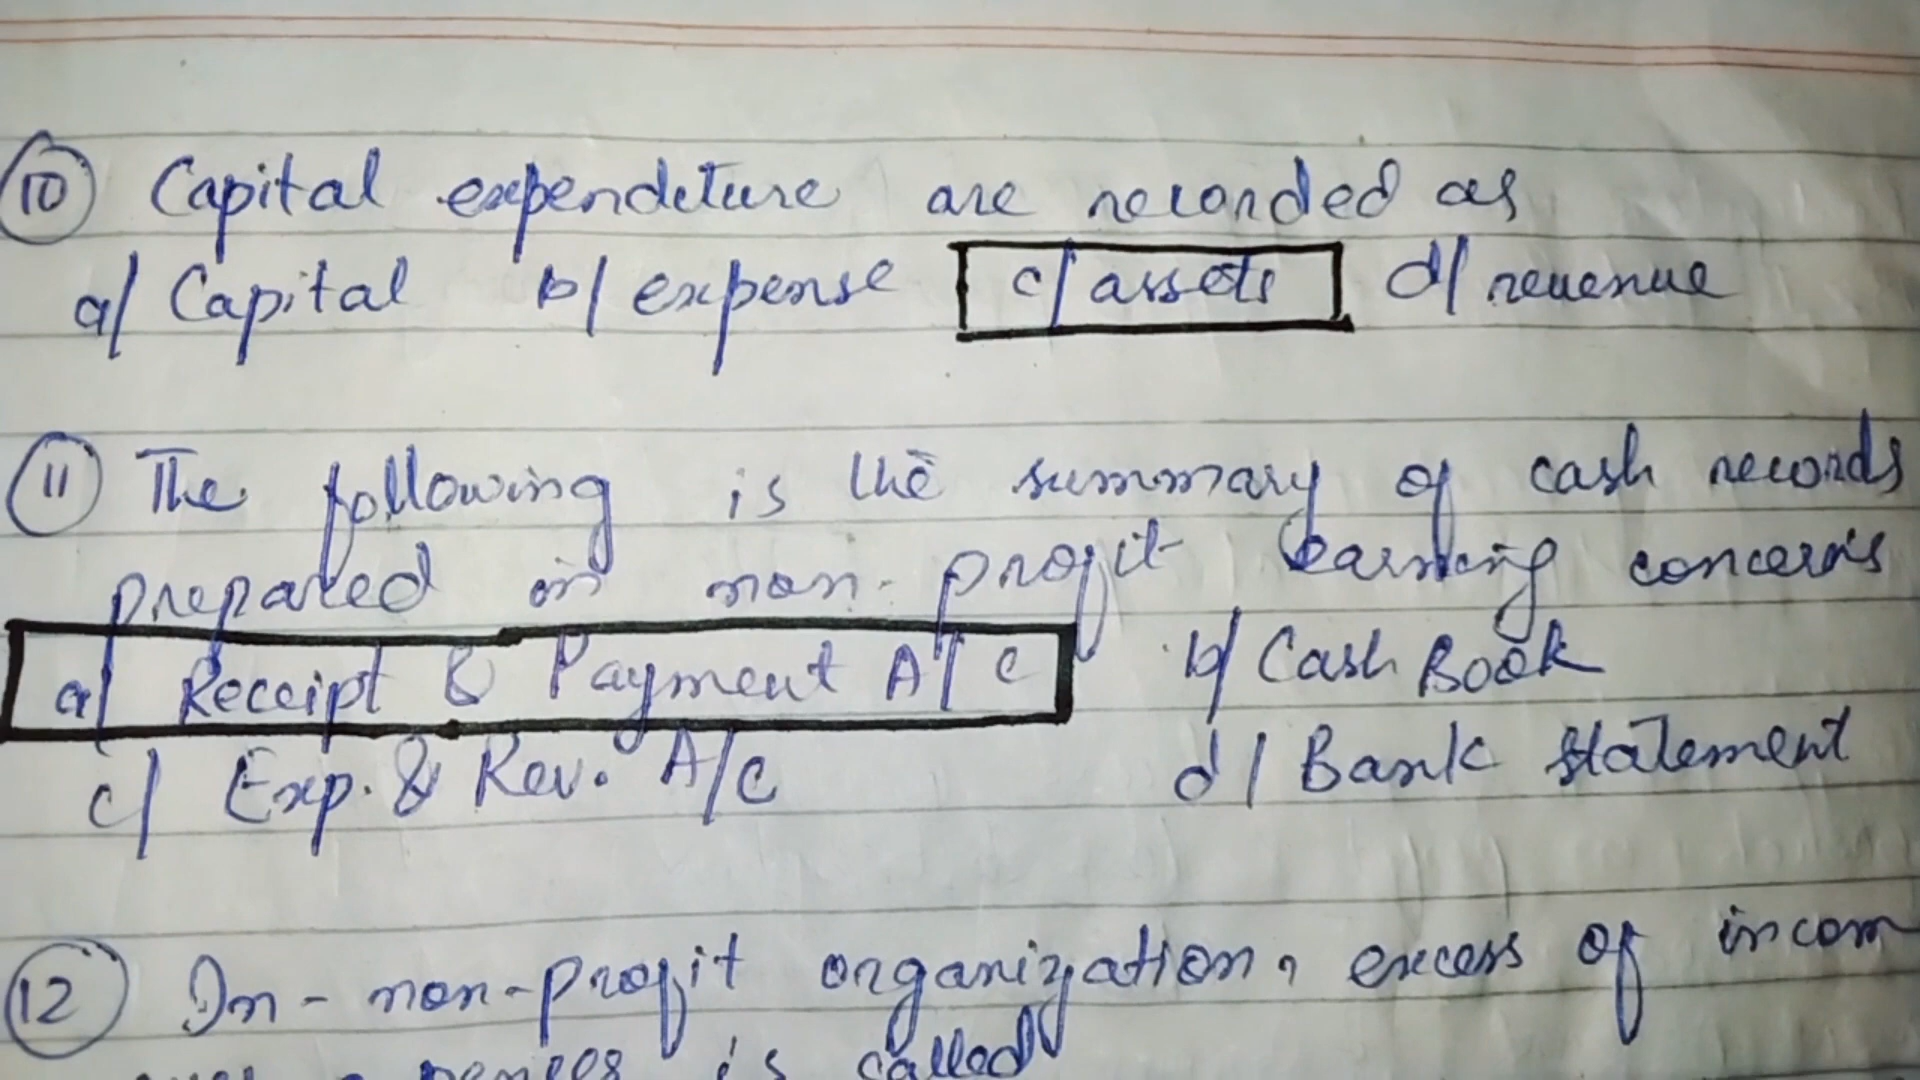 10 Capital expenditure are recorded as
a/ Capital b/ expense c/ assets d/ revenue
11 The following is the summary of cash records
prepared in non-profit earning concerns
a/ Receipt & Payment A/C b/ Cash Book
c/ Exp. & Rev. A/C d/ Bank Statement
12 In-non-profit organization, excess of incom
is called